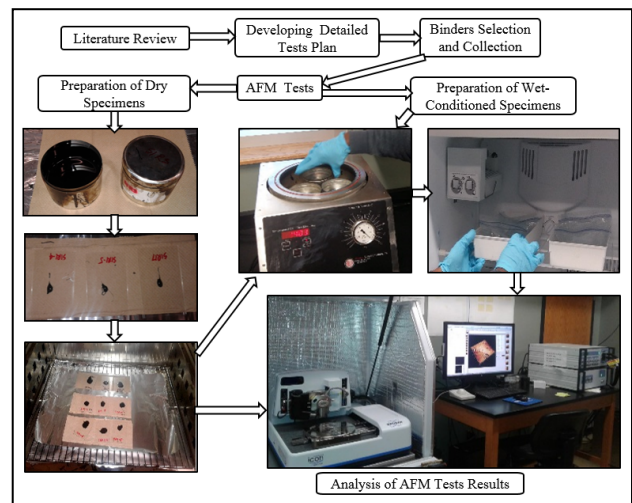 Literature Review
Developing Detailed
Tests Plan
Binders Selection
and Collection
Preparation of Dry
Specimens
AFM Tests
Preparation of Wet-
Conditioned Specimens
Analysis of AFM Tests Results